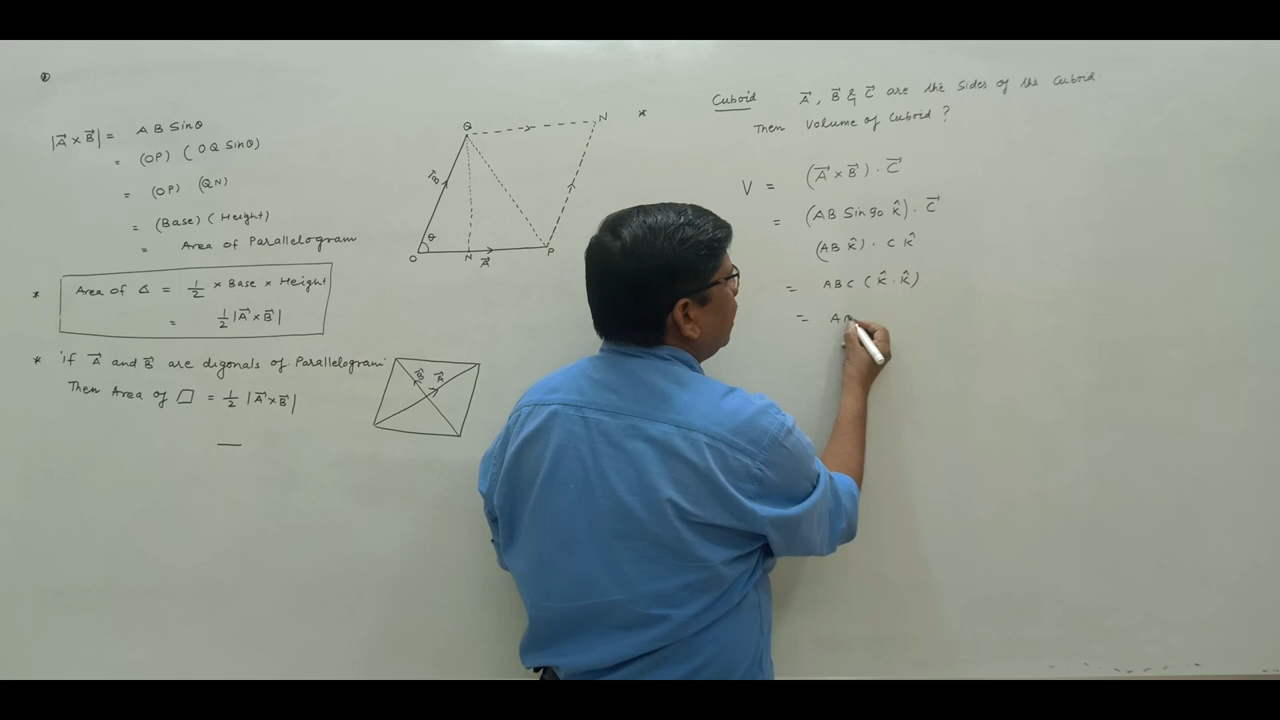 |A⃗ × B⃗| = A B Sinθ
= (OP) (OQ Sinθ)
= (OP) (QN)
= (Base) (Height)
= Area of Parallelogram
* Area of Δ = 1/2 × Base × Height
= 1/2 |A⃗ × B⃗|
* if A⃗ and B⃗ are digonals of Parallelogram
Then Area of ▱ = 1/2 |A⃗ × B⃗|
Q
N
B⃗
θ
O
N
A⃗
P
B⃗
A⃗
* Cuboid A⃗, B⃗ & C⃗ are the Sides of the Cuboid.
Then Volume of Cuboid ?
V = (A⃗ × B⃗) · C⃗
= (AB Sin 90 k̂) · C⃗
(AB k̂) · C k̂
= ABC (k̂ · k̂)
= AB